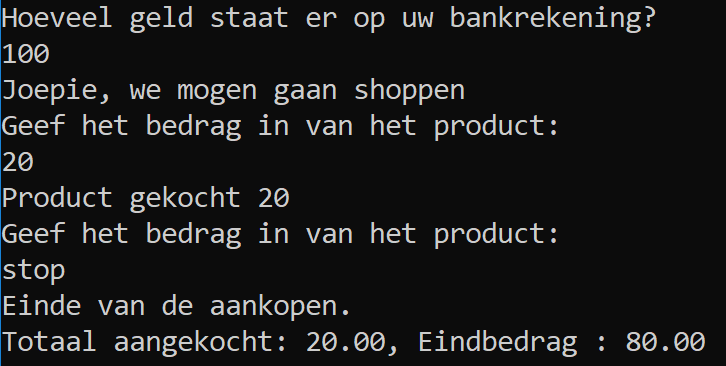 Hoeveel geld staat er op uw bankrekening?
100
Joepie, we mogen gaan shoppen
Geef het bedrag in van het product:
20
Product gekocht 20
Geef het bedrag in van het product:
stop
Einde van de aankopen.
Totaal aangekocht: 20.00, Eindbedrag : 80.00